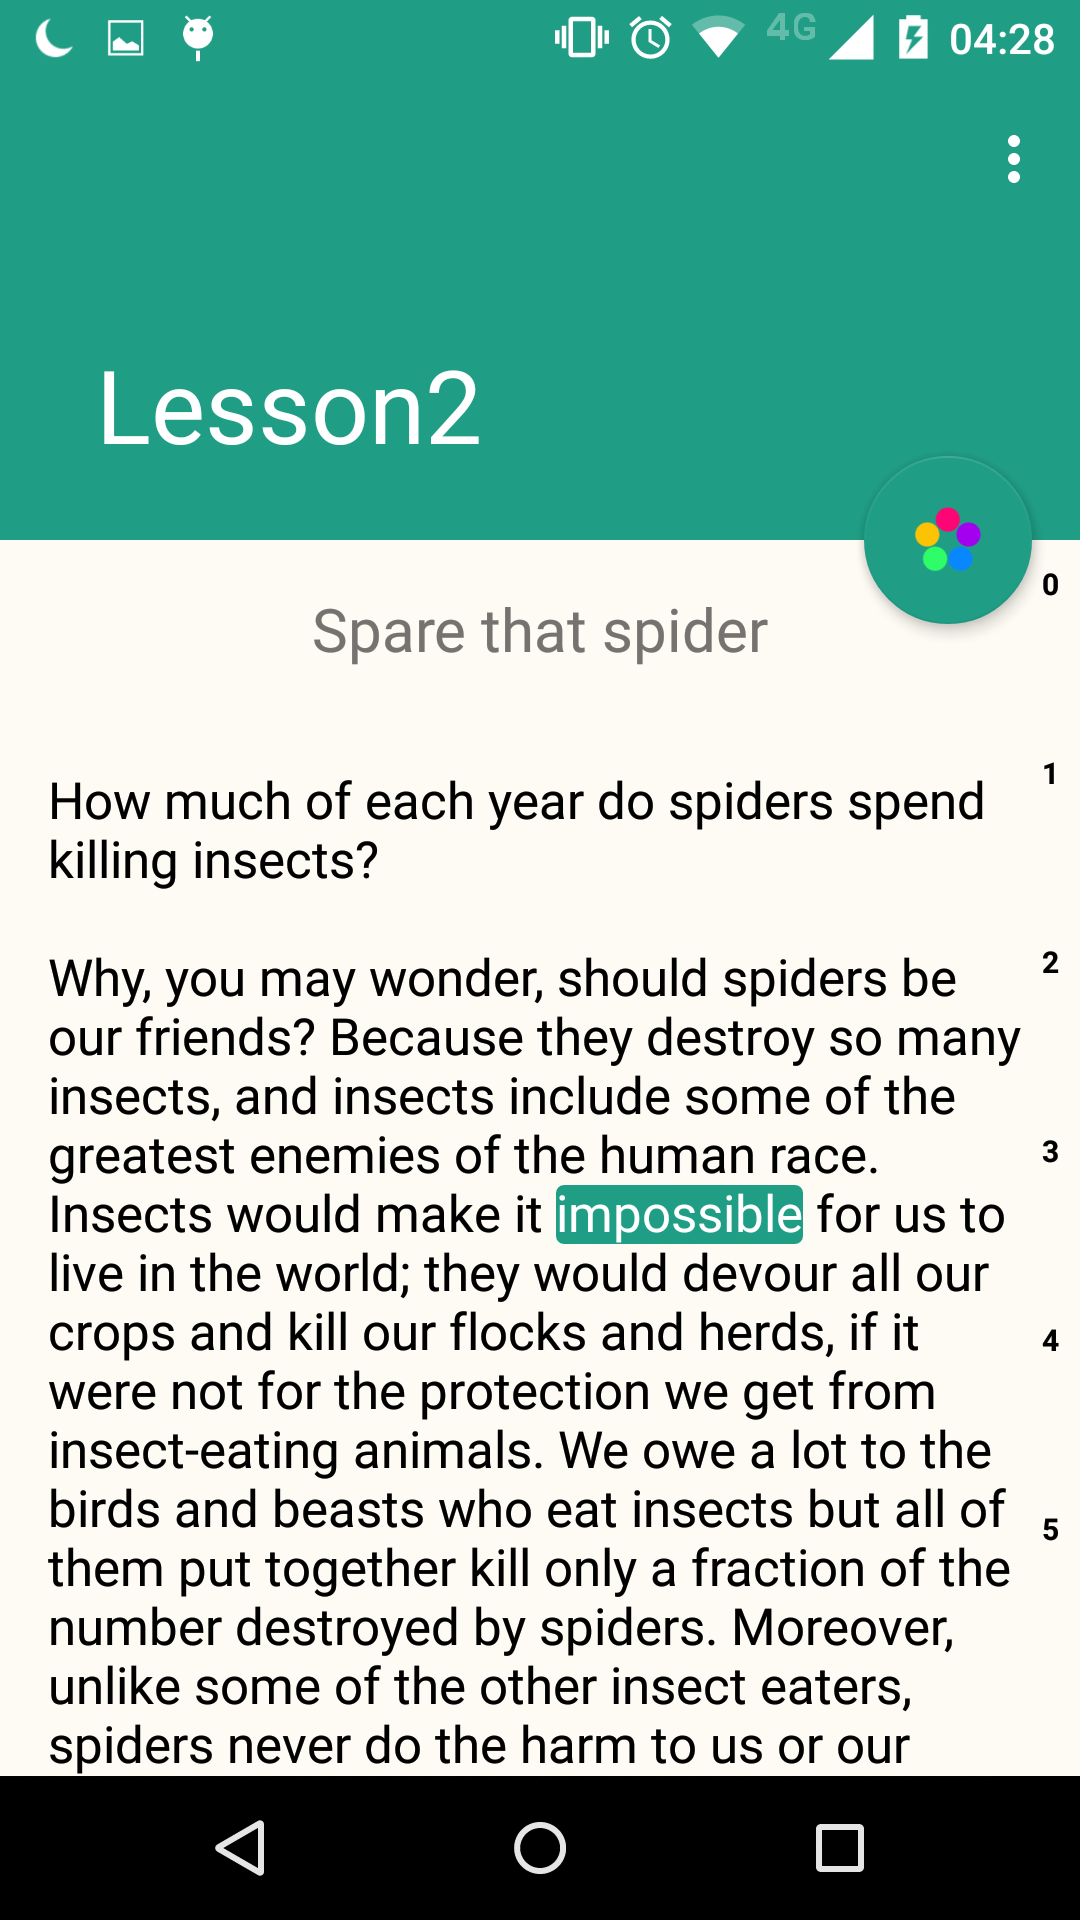 4G 04:28
Lesson2
0
Spare that spider
1
How much of each year do spiders spend
killing insects?
2
Why, you may wonder, should spiders be
our friends? Because they destroy so many
insects, and insects include some of the
3
greatest enemies of the human race.
Insects would make it impossible for us to
live in the world; they would devour all our
4
crops and kill our flocks and herds, if it
were not for the protection we get from
insect-eating animals. We owe a lot to the
birds and beasts who eat insects but all of
5
them put together kill only a fraction of the
number destroyed by spiders. Moreover,
unlike some of the other insect eaters,
spiders never do the harm to us or our